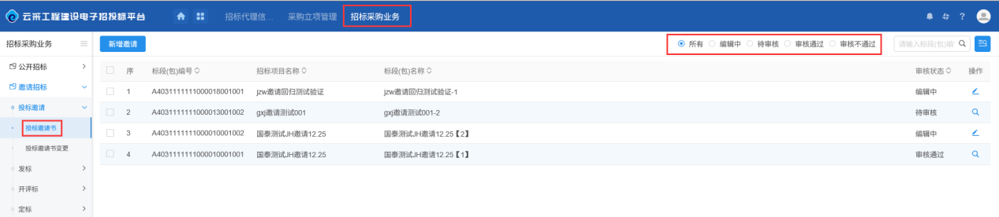 云采工程建设电子招投标平台 招标代理信... 采购立项管理 招标采购业务
招标采购业务
新增邀请 所有 编辑中 待审核 审核通过 审核不通过
公开招标
邀请招标
投标邀请
投标邀请书
投标邀请书变更
发标
开评标
定标
序 标段(包)编号 招标项目名称 标段(包)名称 审核状态 操作
1 A4031111111000018001001 jzw邀请回归测试验证 jzw邀请回归测试验证-1 编辑中
2 A4031111111000013001002 gxj邀请测试001 gxj邀请测试001-2 待审核
3 A4031111111000010001002 国泰测试JH邀请12.25 国泰测试JH邀请12.25【2】 编辑中
4 A4031111111000010001001 国泰测试JH邀请12.25 国泰测试JH邀请12.25【1】 审核通过